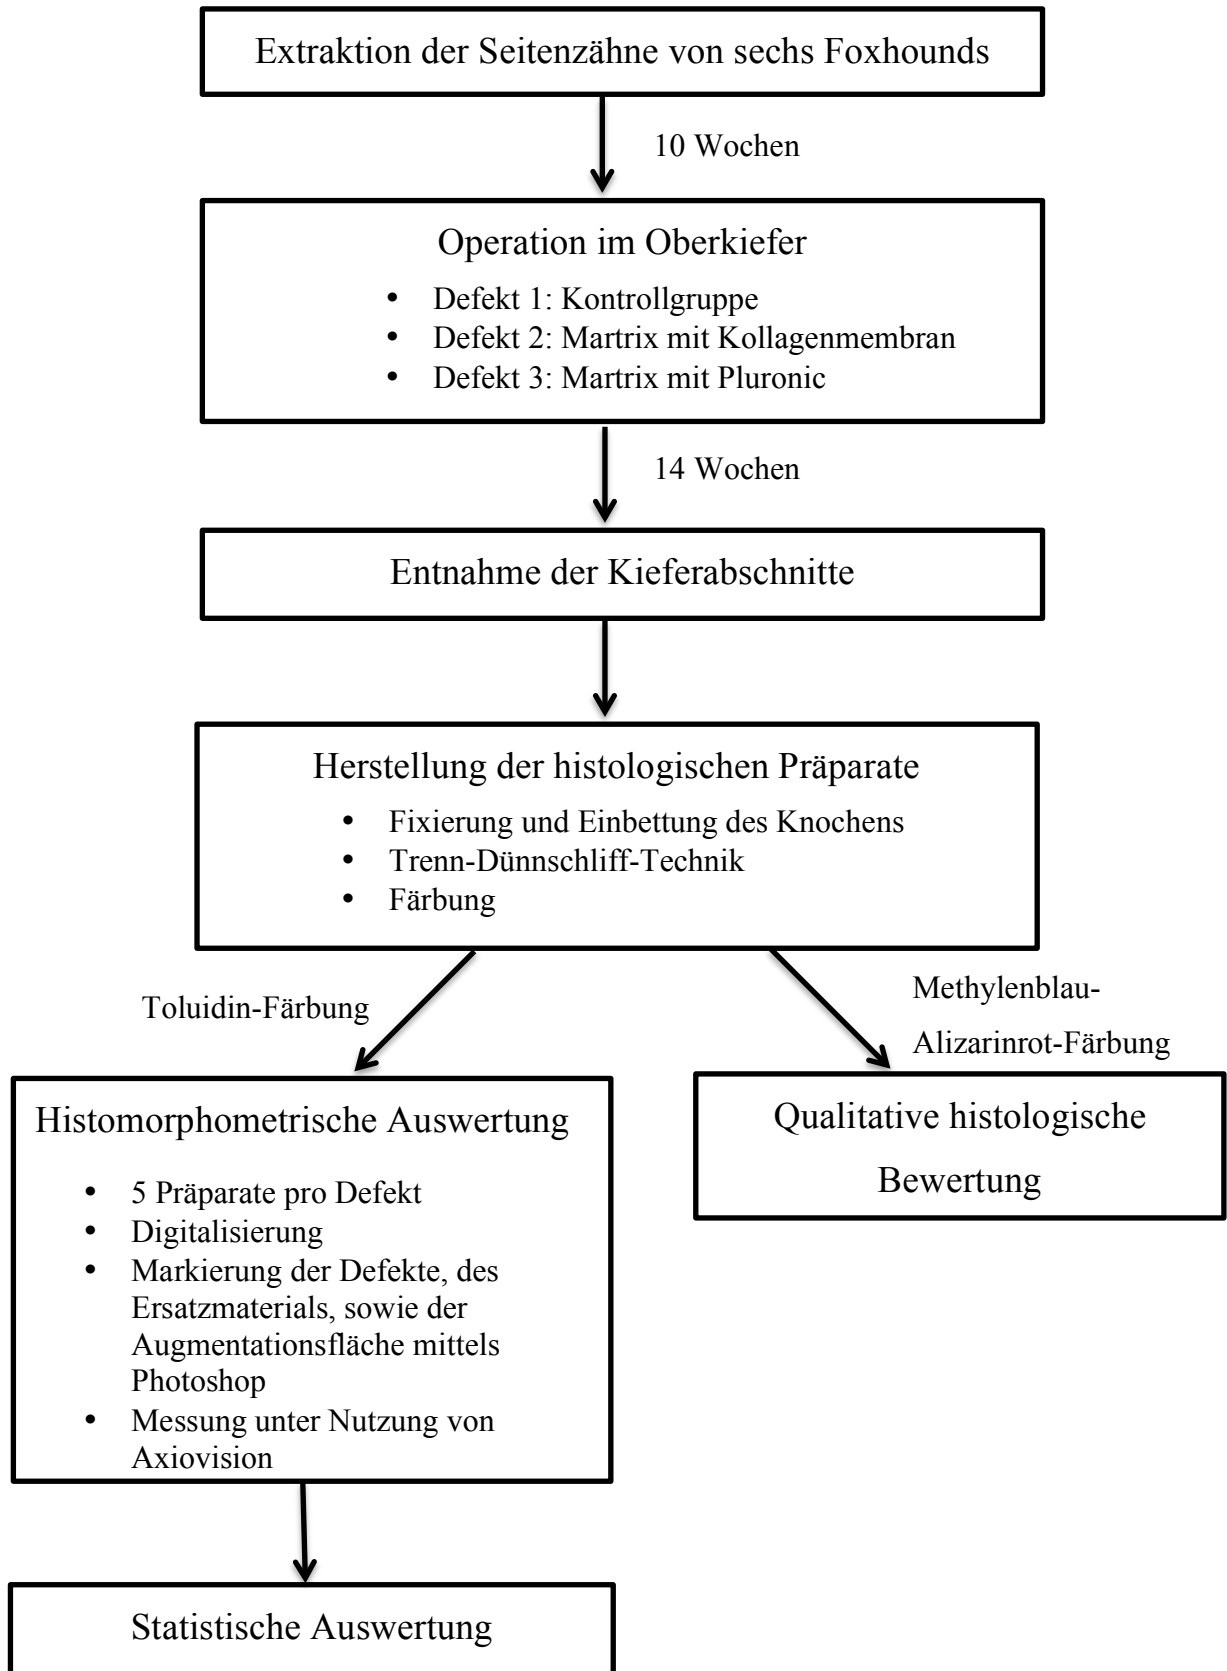 Extraktion der Seitenzähne von sechs Foxhounds
10 Wochen
Operation im Oberkiefer
• Defekt 1: Kontrollgruppe
• Defekt 2: Martrix mit Kollagenmembran
• Defekt 3: Martrix mit Pluronic
14 Wochen
Entnahme der Kieferabschnitte
Herstellung der histologischen Präparate
• Fixierung und Einbettung des Knochens
• Trenn-Dünnschliff-Technik
• Färbung
Toluidin-Färbung
Methylenblau-
Alizarinrot-Färbung
Histomorphometrische Auswertung
• 5 Präparate pro Defekt
• Digitalisierung
• Markierung der Defekte, des
Ersatzmaterials, sowie der
Augmentationsfläche mittels
Photoshop
• Messung unter Nutzung von
Axiovision
Qualitative histologische
Bewertung
Statistische Auswertung